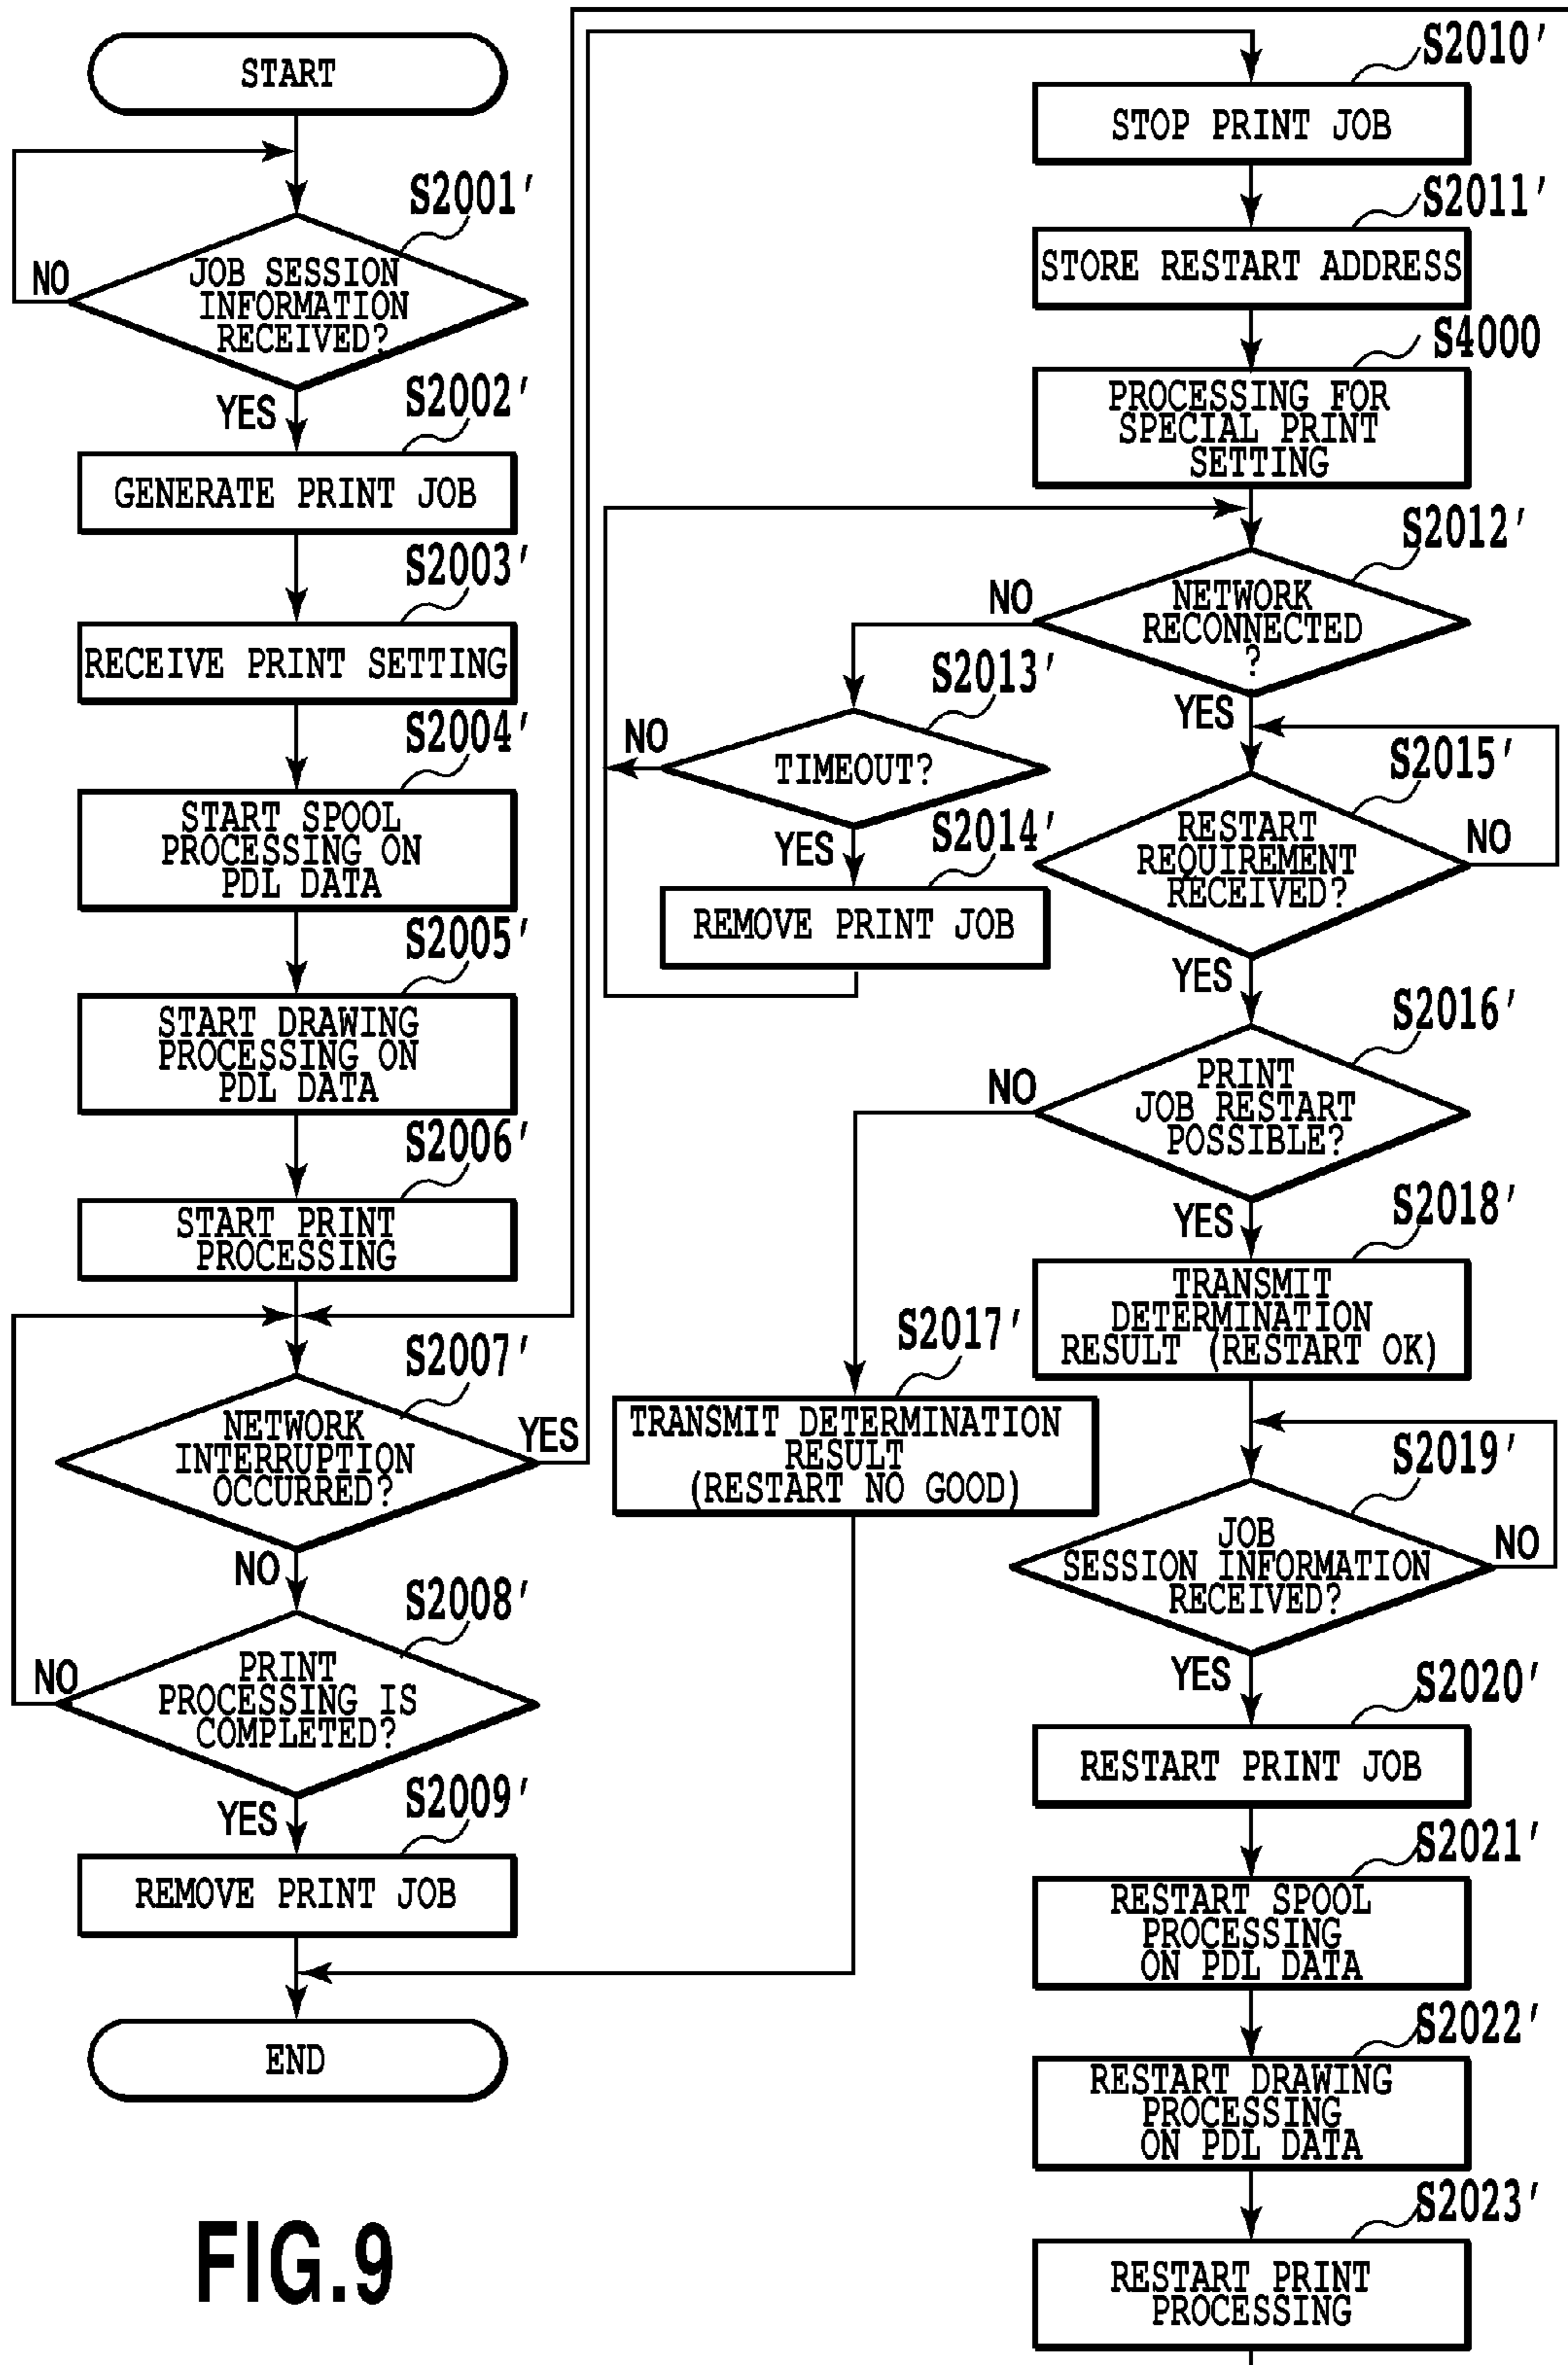 START
S2001'
JOB SESSION
INFORMATION
RECEIVED?
NO
YES
S2002'
GENERATE PRINT JOB
S2003'
RECEIVE PRINT SETTING
S2004'
START SPOOL
PROCESSING ON
PDL DATA
S2005'
START DRAWING
PROCESSING ON
PDL DATA
S2006'
START PRINT
PROCESSING
S2007'
NETWORK
INTERRUPTION
OCCURRED?
YES
NO
S2008'
PRINT
PROCESSING IS
COMPLETED?
NO
YES
S2009'
REMOVE PRINT JOB
END
S2010'
STOP PRINT JOB
S2011'
STORE RESTART ADDRESS
S4000
PROCESSING FOR
SPECIAL PRINT
SETTING
S2012'
NETWORK
RECONNECTED
?
NO
YES
S2013'
TIMEOUT?
NO
YES
S2014'
REMOVE PRINT JOB
S2015'
RESTART
REQUIREMENT
RECEIVED?
NO
YES
S2016'
PRINT
JOB RESTART
POSSIBLE?
NO
YES
S2017'
TRANSMIT DETERMINATION
RESULT
(RESTART NO GOOD)
S2018'
TRANSMIT
DETERMINATION
RESULT (RESTART OK)
S2019'
JOB
SESSION INFORMATION
RECEIVED?
NO
YES
S2020'
RESTART PRINT JOB
S2021'
RESTART SPOOL
PROCESSING
ON PDL DATA
S2022'
RESTART DRAWING
PROCESSING
ON PDL DATA
S2023'
RESTART PRINT
PROCESSING
FIG.9